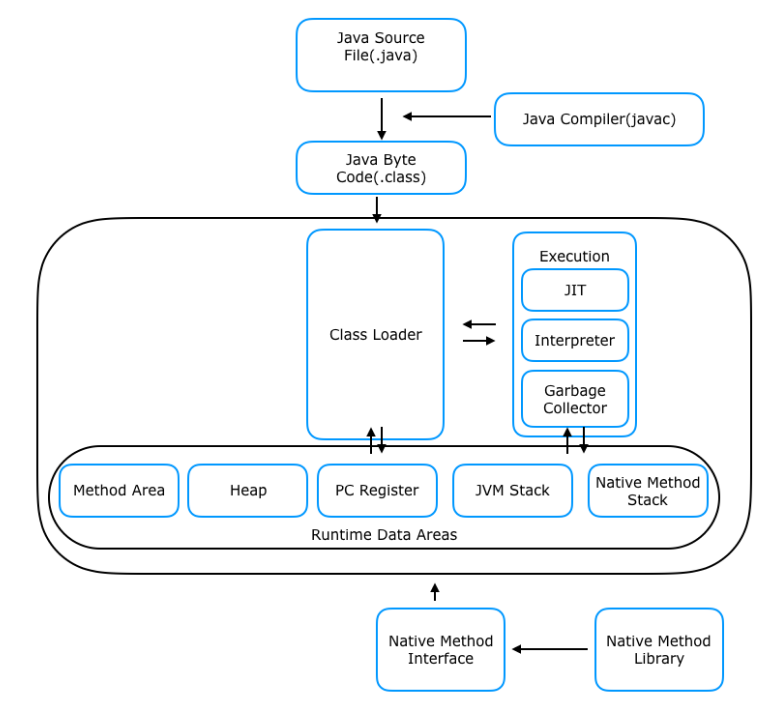 Java Source
File(.java)
Java Compiler(javac)
Java Byte
Code(.class)
Class Loader
Execution
JIT
Interpreter
Garbage
Collector
Method Area
Heap
PC Register
JVM Stack
Native Method
Stack
Runtime Data Areas
Native Method
Interface
Native Method
Library